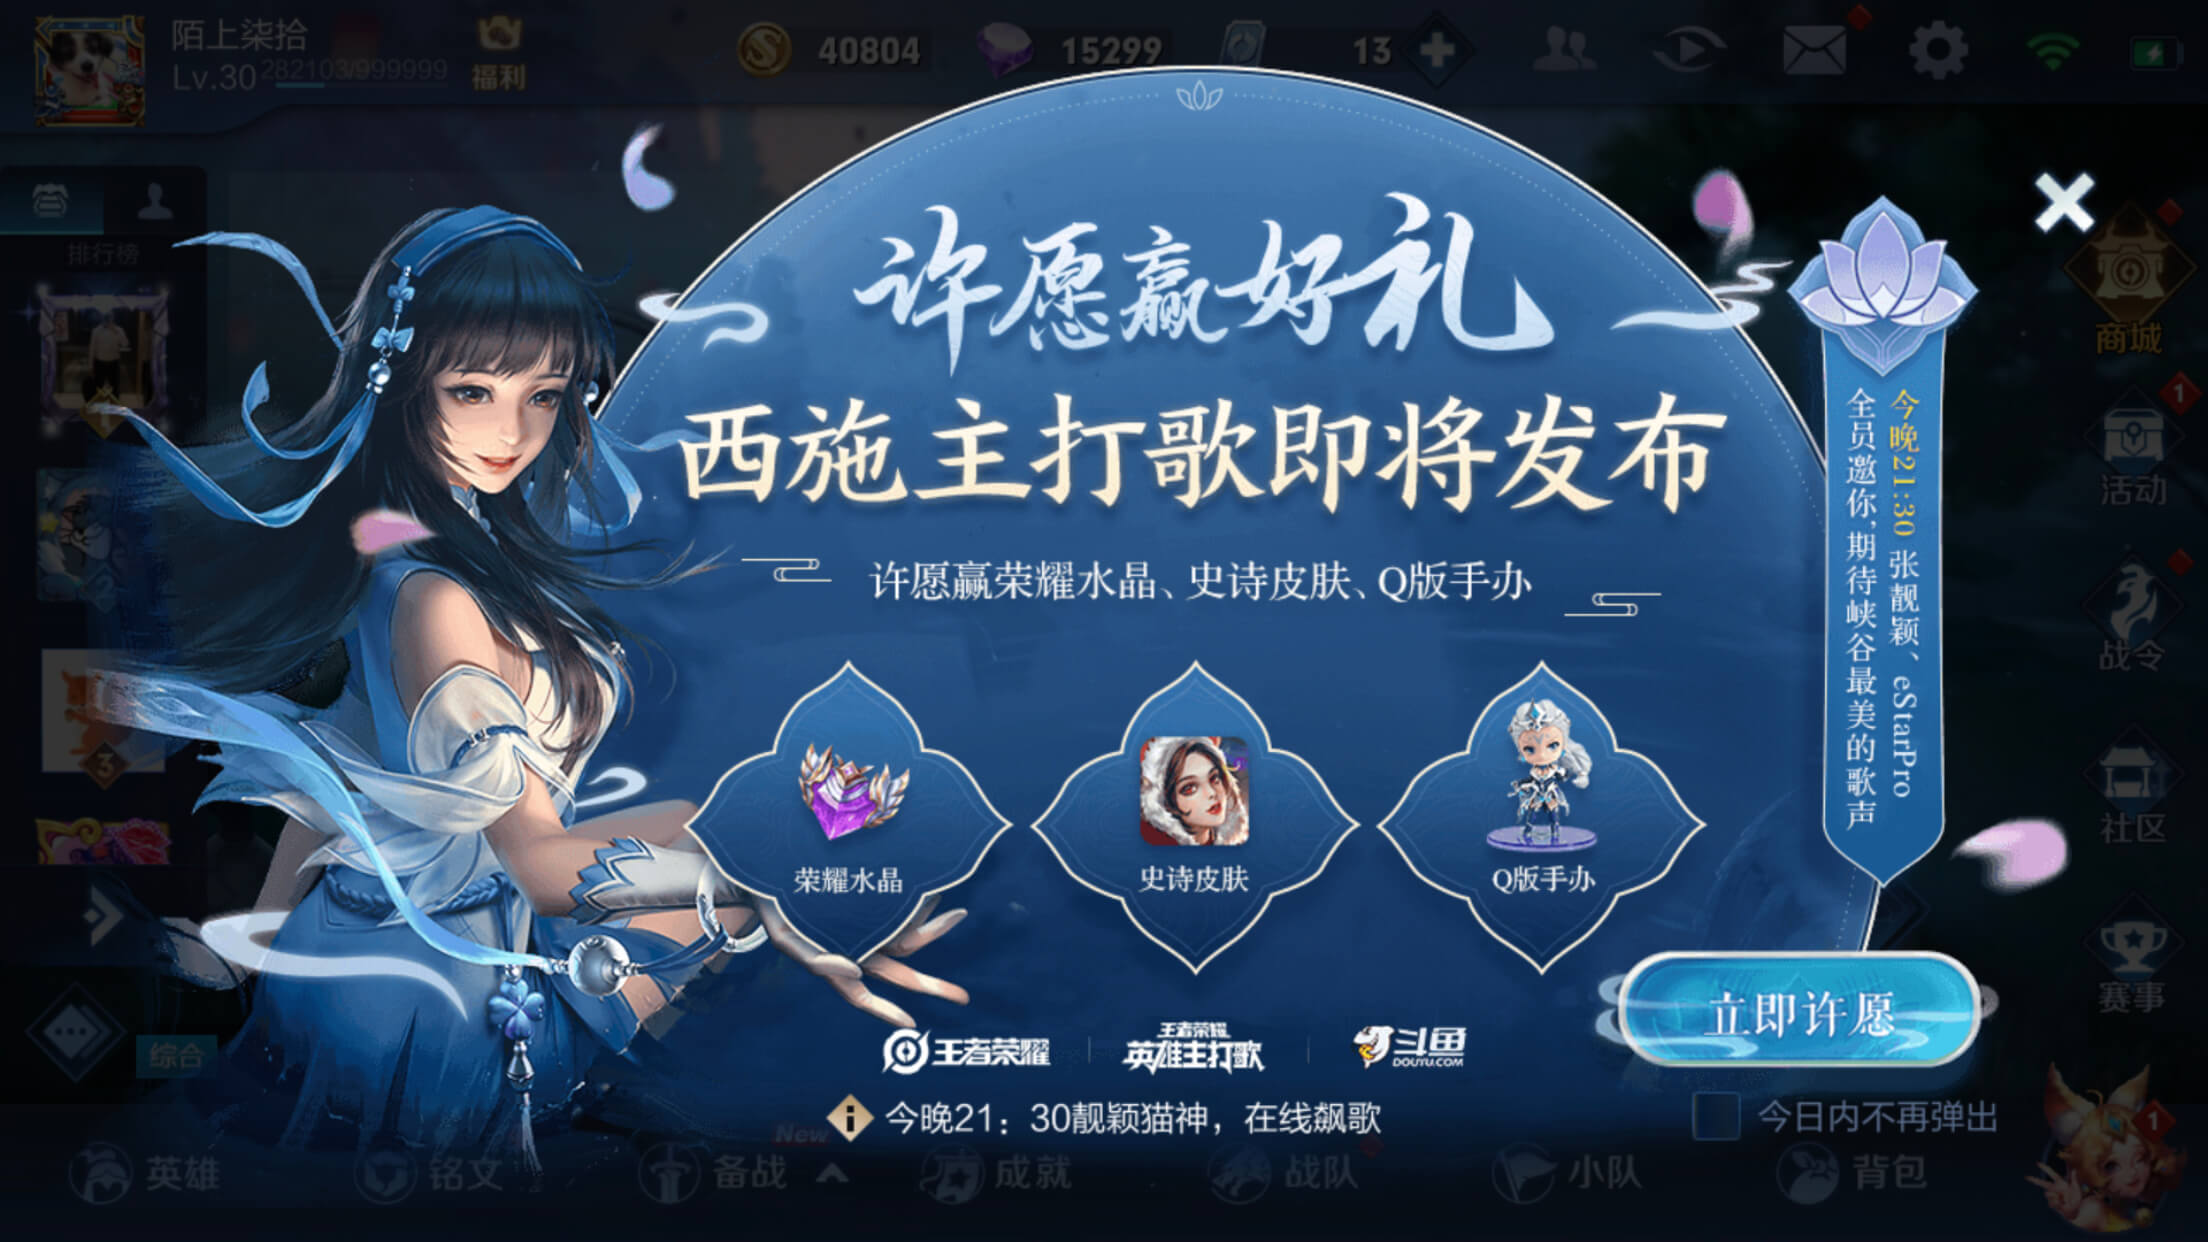 陌上柒拾
Lv.30
282103/999999
福利
40804
15299
13
排行榜
许愿赢好礼
西施主打歌即将发布
许愿赢荣耀水晶、史诗皮肤、Q版手办
荣耀水晶
史诗皮肤
Q版手办
今晚21:30 张靓颖、eStarPro
全员邀你,期待峡谷最美的歌声
商城
1
活动
战令
社区
赛事
3
综合
王者荣耀
王者荣耀
英雄主打歌
斗鱼
DOUYU.COM
立即许愿
今晚21：30靓颖猫神，在线飙歌
今日内不再弹出
New
1
英雄
铭文
备战
成就
战队
小队
背包